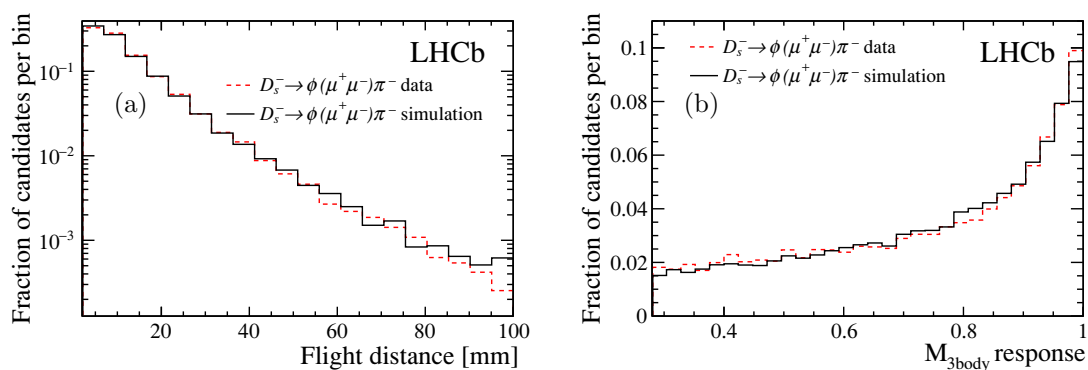 Fraction of candidates per bin
10⁻¹
10⁻²
10⁻³
LHCb
D_s⁻→ϕ(μ⁺μ⁻)π⁻ data
D_s⁻→ϕ(μ⁺μ⁻)π⁻ simulation
(a)
20 40 60 80 100
Flight distance [mm]
Fraction of candidates per bin
0.1
0.08
0.06
0.04
0.02
0
D_s⁻→ϕ(μ⁺μ⁻)π⁻ data
D_s⁻→ϕ(μ⁺μ⁻)π⁻ simulation
LHCb
(b)
0.4 0.6 0.8 1
M_3body response